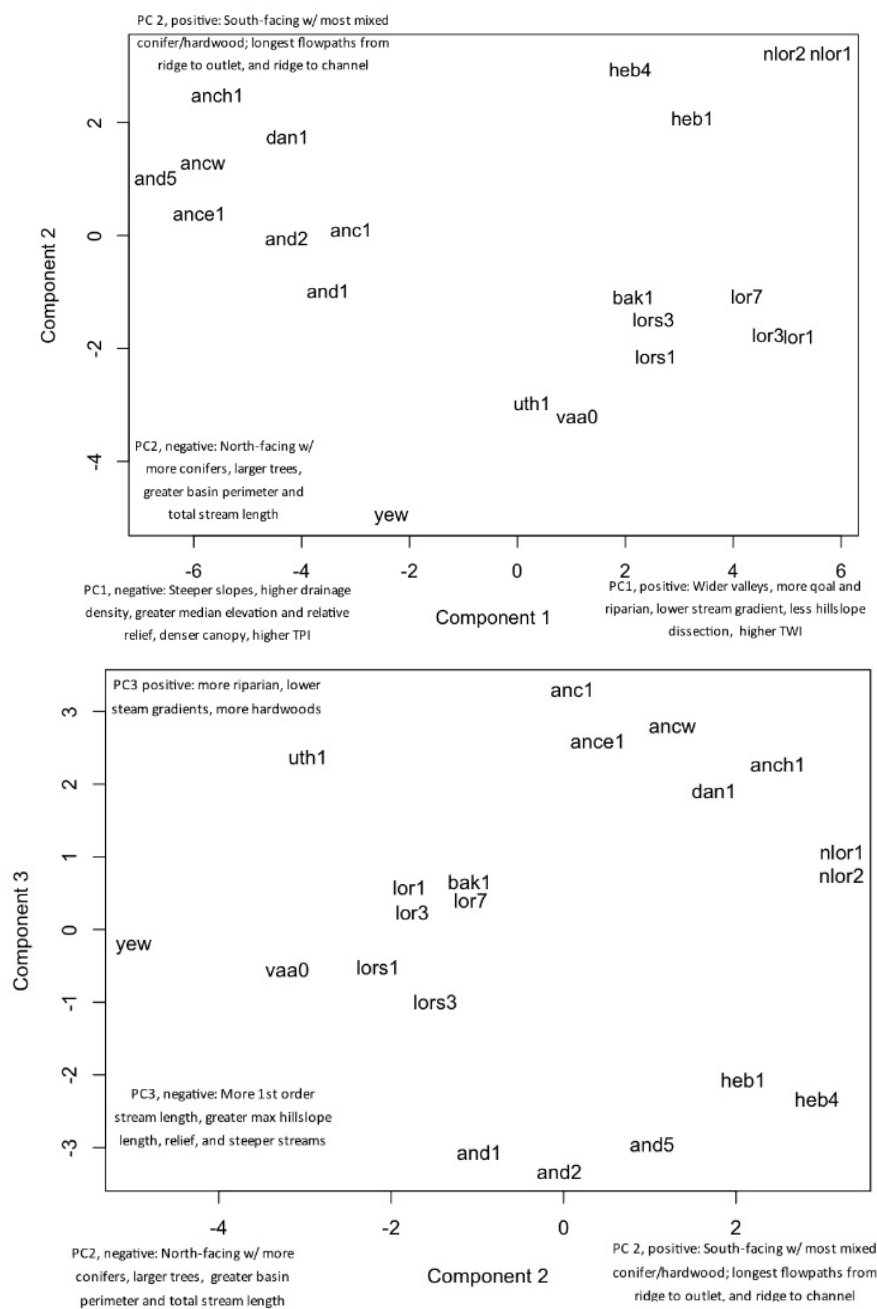 PC 2, positive: South-facing w/ most mixed
conifer/hardwood; longest flowpaths from
ridge to outlet, and ridge to channel
nlor2 nlor1
heb4
anch1
heb1
2
dan1
ancw
and5
ance1
0
and2
anc1
and1
bak1
lor7
lors3
lor3 lor1
-2
lors1
uth1
vaa0
Component 2
PC2, negative: North-facing w/
more conifers, larger trees,
greater basin perimeter and
total stream length
-4
yew
-6 -4 -2 0 2 4 6
PC1, negative: Steeper slopes, higher drainage
density, greater median elevation and relative
relief, denser canopy, higher TPI
Component 1
PC1, positive: Wider valleys, more qoal and
riparian, lower stream gradient, less hillslope
dissection, higher TWI
PC3 positive: more riparian, lower
steam gradients, more hardwoods
3
anc1
ancw
ance1
uth1
anch1
2
dan1
nlor1
1
nlor2
bak1
lor1
lor7
lor3
0
yew
vaa0
lors1
lors3
-1
Component 3
heb1
-2
heb4
PC3, negative: More 1st order
stream length, greater max hillslope
length, relief, and steeper streams
and5
-3
and1
and2
-4 -2 0 2
PC2, negative: North-facing w/ more
conifers, larger trees, greater basin
perimeter and total stream length
Component 2
PC 2, positive: South-facing w/ most mixed
conifer/hardwood; longest flowpaths from
ridge to outlet, and ridge to channel